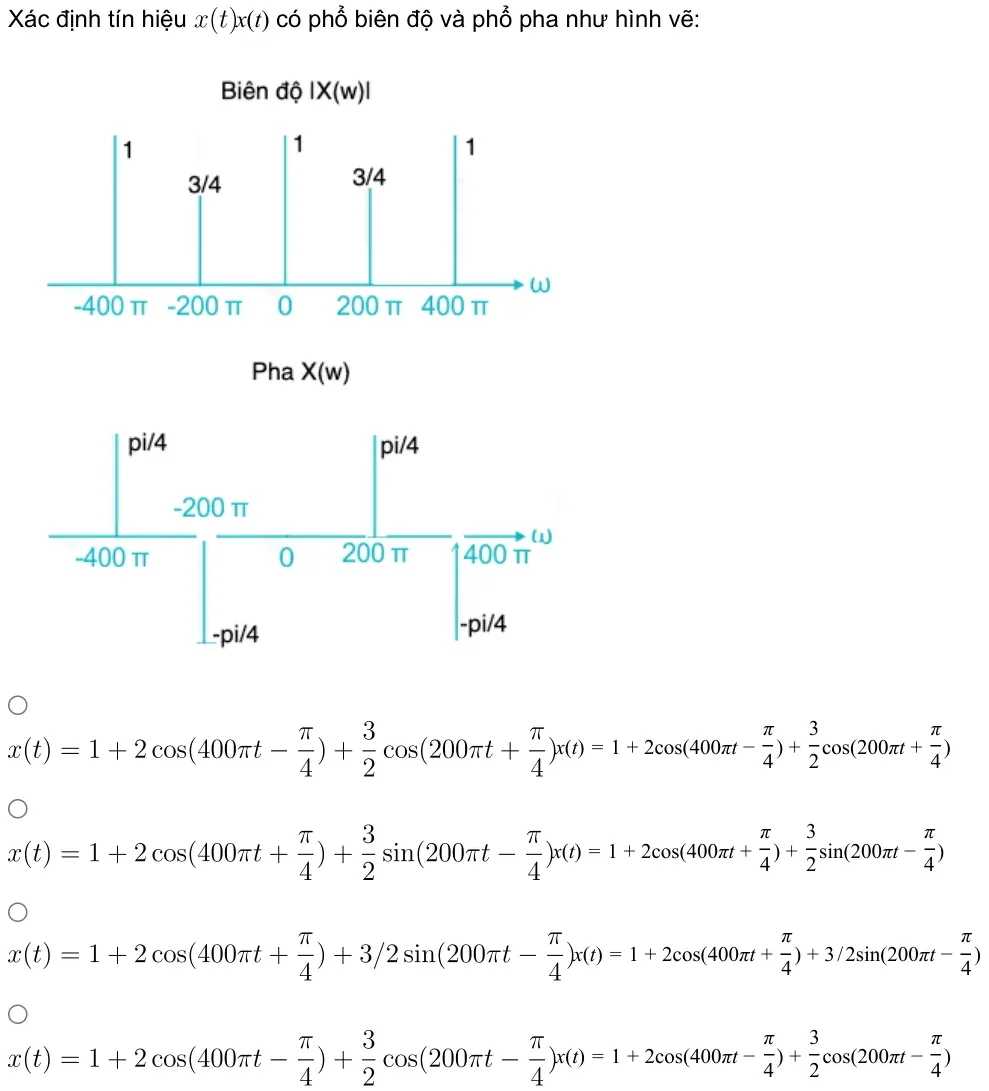 Xác định tín hiệu x(t)x(t) có phổ biên độ và phổ pha như hình vẽ:
Biên độ |X(w)|
1 1 1
3/4 3/4
ω
-400 π -200 π 0 200 π 400 π
Pha X(w)
pi/4 pi/4
-200 π
ω
-400 π 0 200 π 400 π
-pi/4 -pi/4
x(t) = 1 + 2 cos(400πt − π/4) + 3/2 cos(200πt + π/4)x(t) = 1 + 2cos(400πt − π/4) + 3/2cos(200πt + π/4)
x(t) = 1 + 2 cos(400πt + π/4) + 3/2 sin(200πt − π/4)x(t) = 1 + 2cos(400πt + π/4) + 3/2sin(200πt − π/4)
x(t) = 1 + 2 cos(400πt + π/4) + 3/2 sin(200πt − π/4)x(t) = 1 + 2cos(400πt + π/4) + 3/2sin(200πt − π/4)
x(t) = 1 + 2 cos(400πt − π/4) + 3/2 cos(200πt − π/4)x(t) = 1 + 2cos(400πt − π/4) + 3/2cos(200πt − π/4)